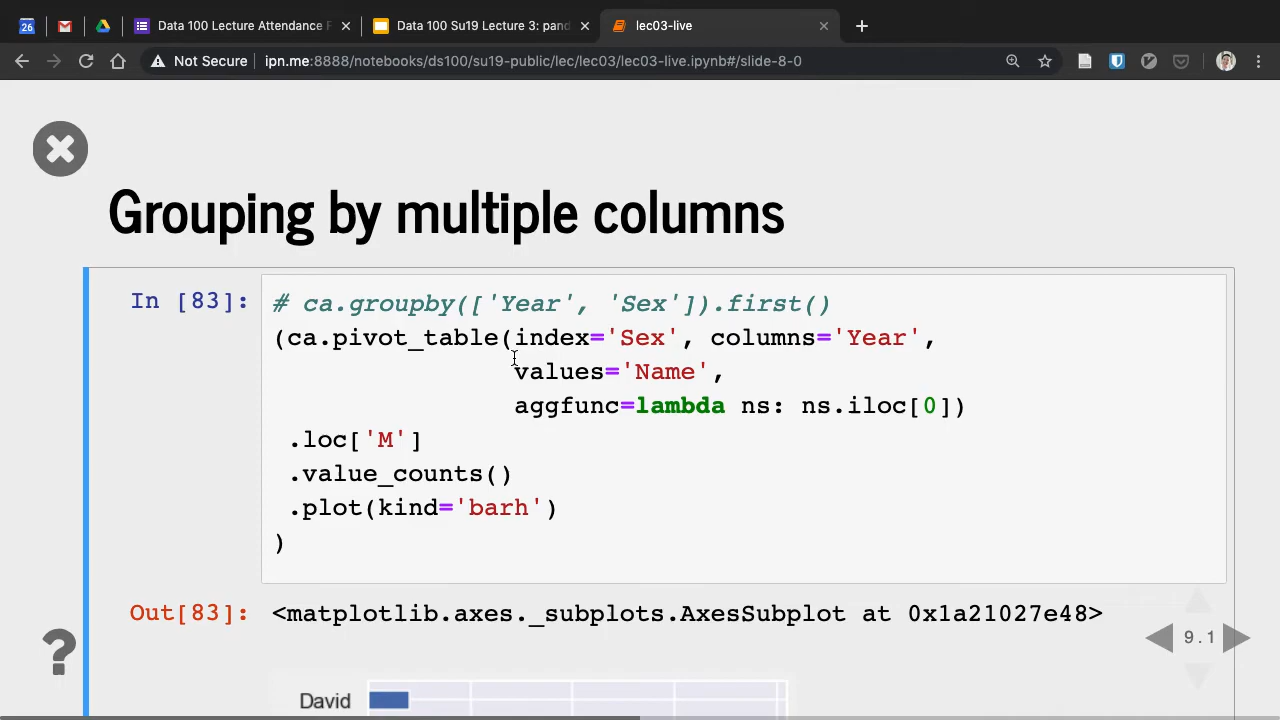 26
Data 100 Lecture Attendance F
Data 100 Su19 Lecture 3: pand
lec03-live
Not Secure
ipn.me:8888/notebooks/ds100/su19-public/lec/lec03/lec03-live.ipynb#/slide-8-0
Grouping by multiple columns
In [83]:
# ca.groupby(['Year', 'Sex']).first()
(ca.pivot_table(index='Sex', columns='Year',
values='Name',
aggfunc=lambda ns: ns.iloc[0])
.loc['M']
.value_counts()
.plot(kind='barh')
)
Out[83]:
<matplotlib.axes._subplots.AxesSubplot at 0x1a21027e48>
?
9.1
David